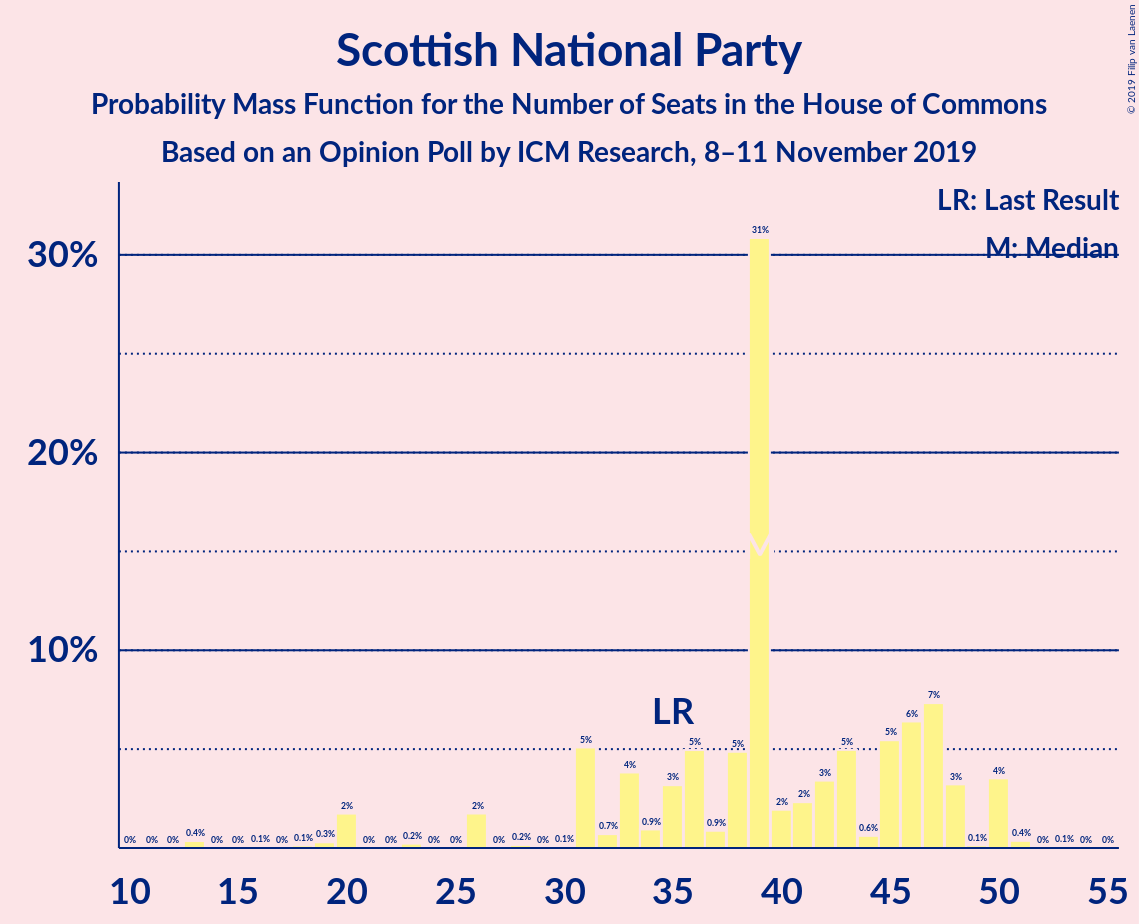 Scottish National Party
Probability Mass Function for the Number of Seats in the House of Commons
Based on an Opinion Poll by ICM Research, 8–11 November 2019
© 2019 Filip van Laenen
LR: Last Result
M: Median
30%
20%
10%
LR
0% 0% 0% 0.4% 0% 0% 0.1% 0% 0.1% 0.3% 2% 0% 0% 0.2% 0% 0% 2% 0% 0.2% 0% 0.1% 5% 0.7% 4% 0.9% 3% 5% 0.9% 5% 31% 2% 2% 3% 5% 0.6% 5% 6% 7% 3% 0.1% 4% 0.4% 0% 0.1% 0% 0%
10 15 20 25 30 35 40 45 50 55